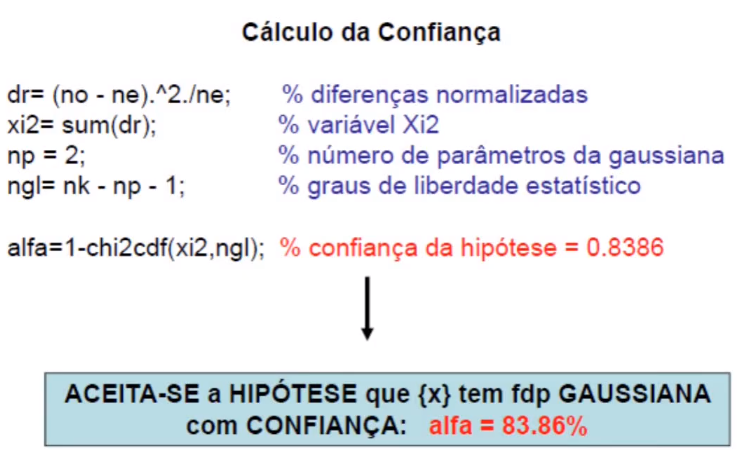 Cálculo da Confiança
dr= (no - ne).^2./ne; % diferenças normalizadas
xi2= sum(dr); % variável Xi2
np = 2; % número de parâmetros da gaussiana
ngl= nk - np - 1; % graus de liberdade estatístico
alfa=1-chi2cdf(xi2,ngl); % confiança da hipótese = 0.8386
ACEITA-SE a HIPÓTESE que {x} tem fdp GAUSSIANA
com CONFIANÇA: alfa = 83.86%